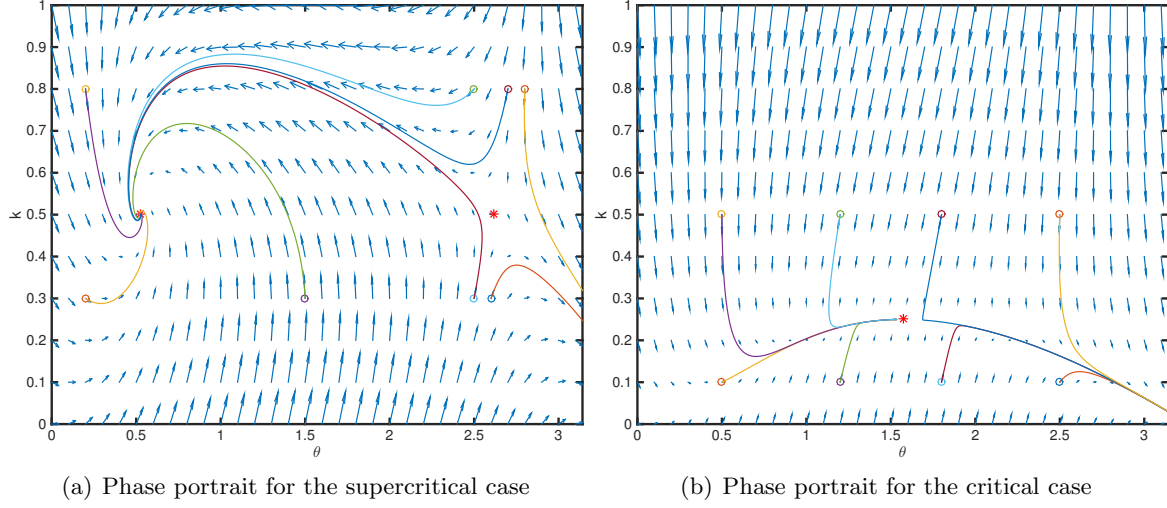 1
0.9
0.8
0.7
0.6
0.5
0.4
0.3
0.2
0.1
0
k
0 0.5 1 1.5 2 2.5 3
θ
(a) Phase portrait for the supercritical case
1
0.9
0.8
0.7
0.6
0.5
0.4
0.3
0.2
0.1
0
k
0 0.5 1 1.5 2 2.5 3
θ
(b) Phase portrait for the critical case